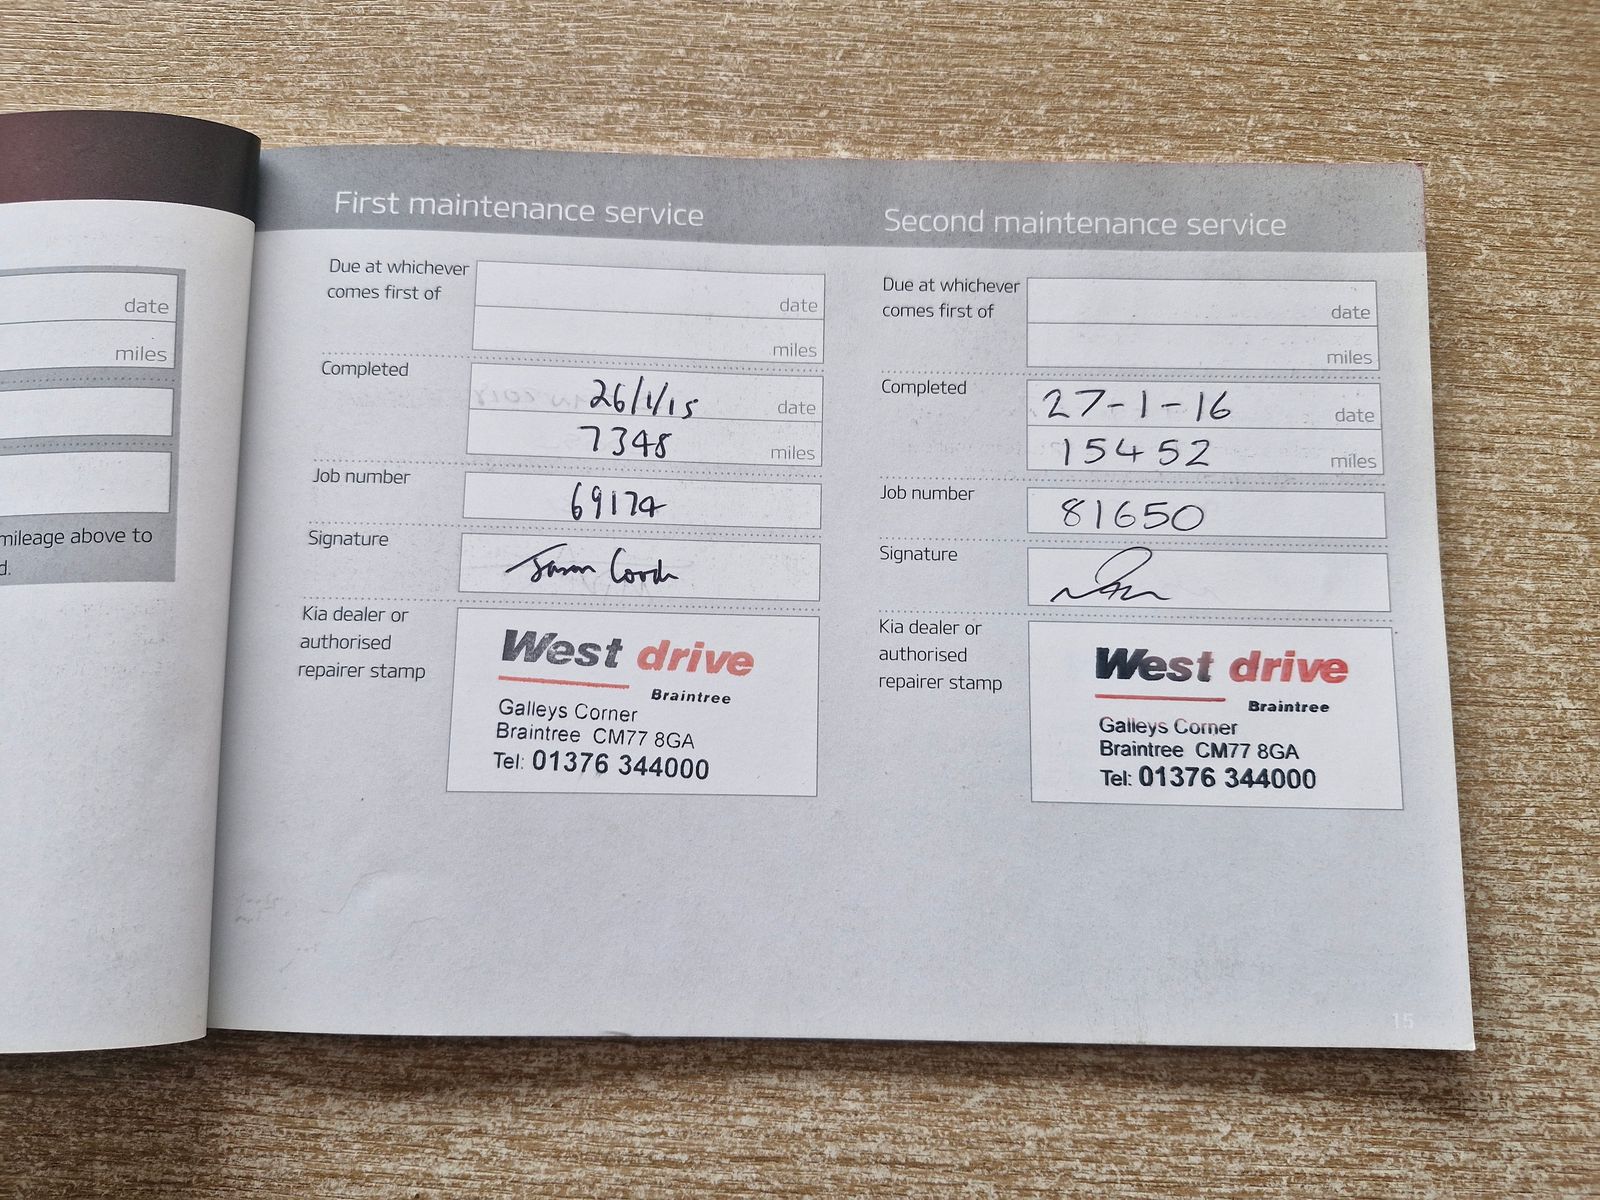 date
miles
mileage above to
d.
First maintenance service
Due at whichever
comes first of
date
miles
Completed
26/1/15 date
7348 miles
Job number
69174
Signature
Kia dealer or
authorised
repairer stamp
West drive
Braintree
Galleys Corner
Braintree CM77 8GA
Tel: 01376 344000
Second maintenance service
Due at whichever
comes first of
date
miles
Completed
27-1-16 date
15452 miles
Job number
81650
Signature
Kia dealer or
authorised
repairer stamp
West drive
Braintree
Galleys Corner
Braintree CM77 8GA
Tel: 01376 344000
15